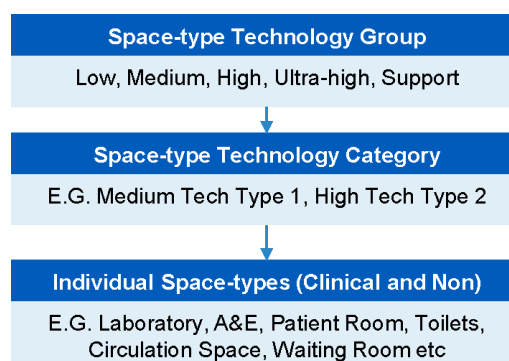 Space-type Technology Group
Low, Medium, High, Ultra-high, Support
Space-type Technology Category
E.G. Medium Tech Type 1, High Tech Type 2
Individual Space-types (Clinical and Non)
E.G. Laboratory, A&E, Patient Room, Toilets,
Circulation Space, Waiting Room etc